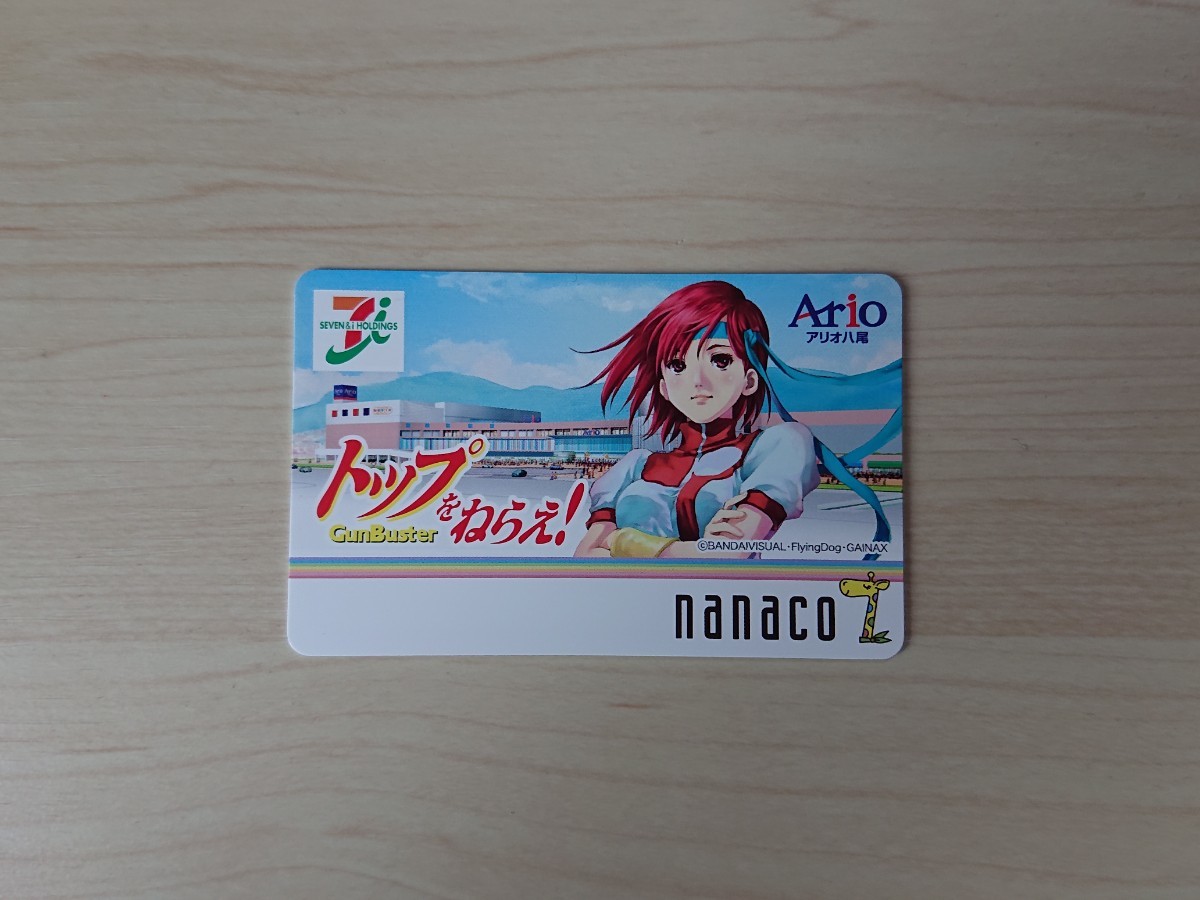 SEVEN & i HOLDINGS
Ario
アリオ八尾
Ario
トップをねらえ!
GunBuster
©BANDAIVISUAL・FlyingDog・GAINAX
nanaco